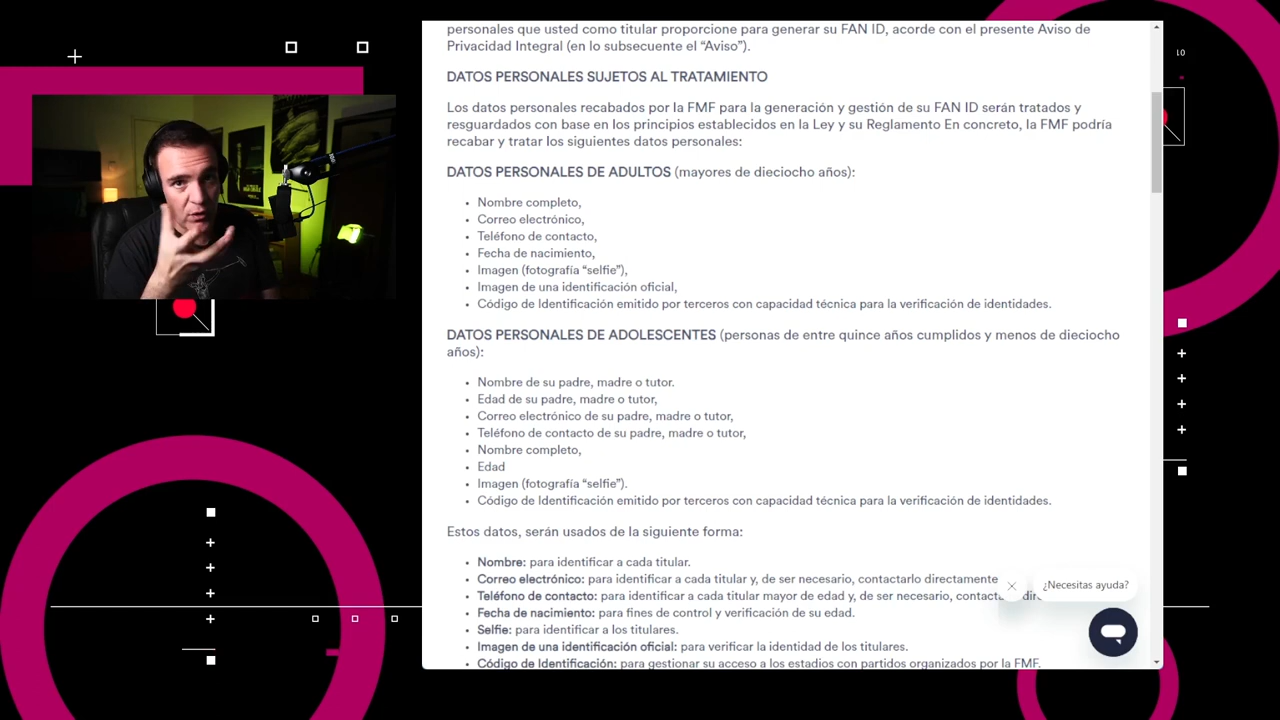 personales que usted como titular proporcione para generar su FAN ID, acorde con el presente Aviso de
Privacidad Integral (en lo subsecuente el “Aviso”).
DATOS PERSONALES SUJETOS AL TRATAMIENTO
Los datos personales recabados por la FMF para la generación y gestión de su FAN ID serán tratados y
resguardados con base en los principios establecidos en la Ley y su Reglamento En concreto, la FMF podría
recabar y tratar los siguientes datos personales:
DATOS PERSONALES DE ADULTOS (mayores de dieciocho años):
• Nombre completo,
• Correo electrónico,
• Teléfono de contacto,
• Fecha de nacimiento,
• Imagen (fotografía “selfie”),
• Imagen de una identificación oficial,
• Código de Identificación emitido por terceros con capacidad técnica para la verificación de identidades.
DATOS PERSONALES DE ADOLESCENTES (personas de entre quince años cumplidos y menos de dieciocho
años):
• Nombre de su padre, madre o tutor.
• Edad de su padre, madre o tutor,
• Correo electrónico de su padre, madre o tutor,
• Teléfono de contacto de su padre, madre o tutor,
• Nombre completo,
• Edad
• Imagen (fotografía “selfie”).
• Código de Identificación emitido por terceros con capacidad técnica para la verificación de identidades.
Estos datos, serán usados de la siguiente forma:
• Nombre: para identificar a cada titular.
• Correo electrónico: para identificar a cada titular y, de ser necesario, contactarlo directamente
• Teléfono de contacto: para identificar a cada titular mayor de edad y, de ser necesario,
• Fecha de nacimiento: para fines de control y verificación de su edad.
• Selfie: para identificar a los titulares.
• Imagen de una identificación oficial: para verificar la identidad de los titulares.
• Código de Identificación: para gestionar su acceso a los estadios con partidos organizados por la FMF.
¿Necesitas ayuda?